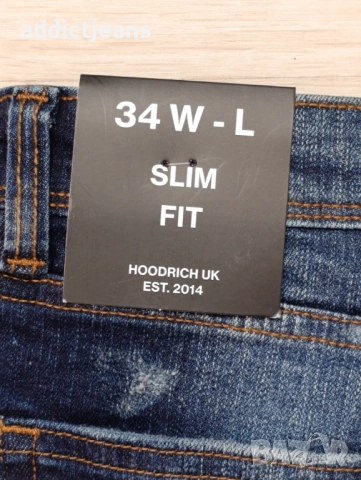 addictjeans
34 W - L
SLIM
FIT
HOODRICH UK
EST. 2014